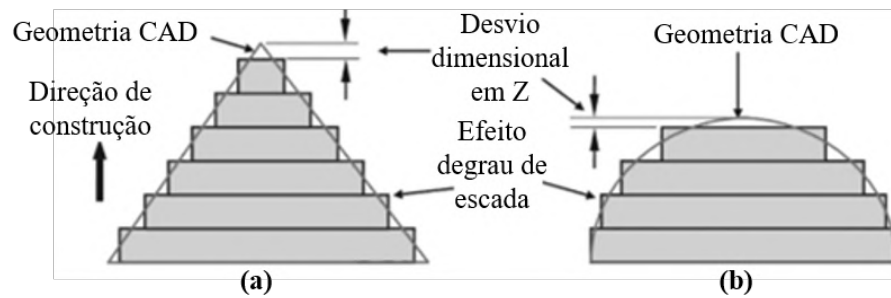 Geometria CAD
Direção de
construção
Desvio
dimensional
em Z
Efeito
degrau de
escada
Geometria CAD
(a)
(b)